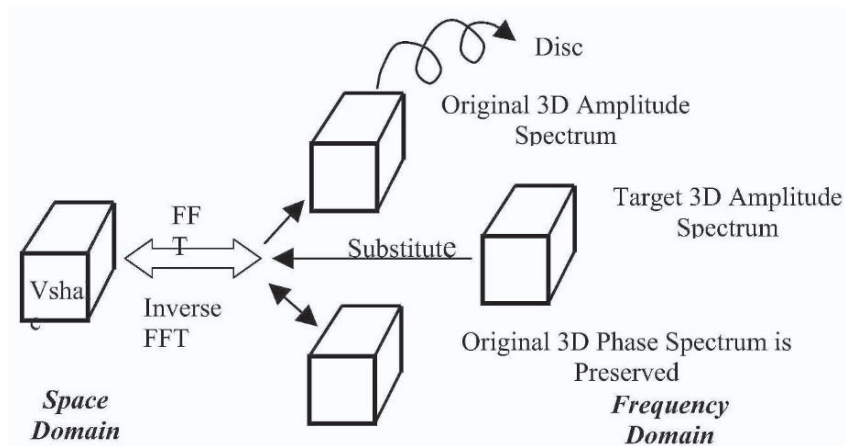 Disc
Original 3D Amplitude
Spectrum
Target 3D Amplitude
Spectrum
FF
T
Substitute
Vsha
e
Inverse
FFT
Original 3D Phase Spectrum is
Preserved
Space
Domain
Frequency
Domain